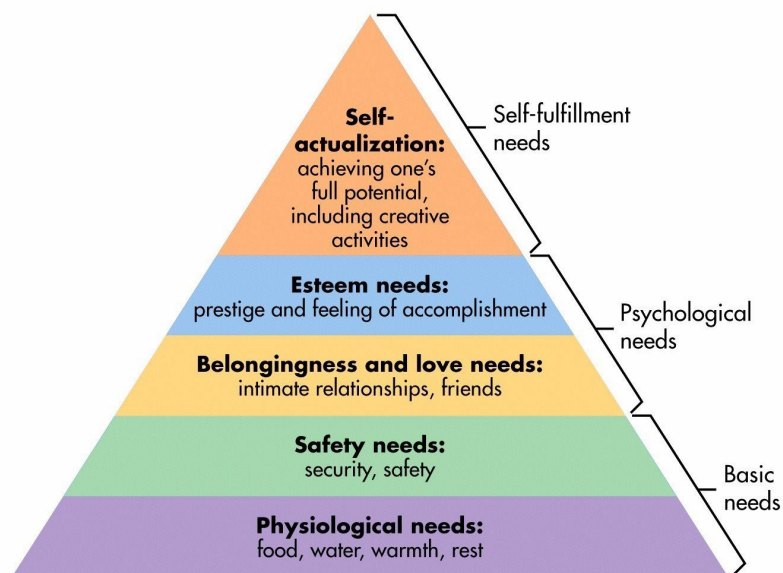 Self-
actualization:
achieving one's
full potential,
including creative
activities
Self-fulfillment
needs
Esteem needs:
prestige and feeling of accomplishment
Psychological
needs
Belongingness and love needs:
intimate relationships, friends
Safety needs:
security, safety
Basic
needs
Physiological needs:
food, water, warmth, rest